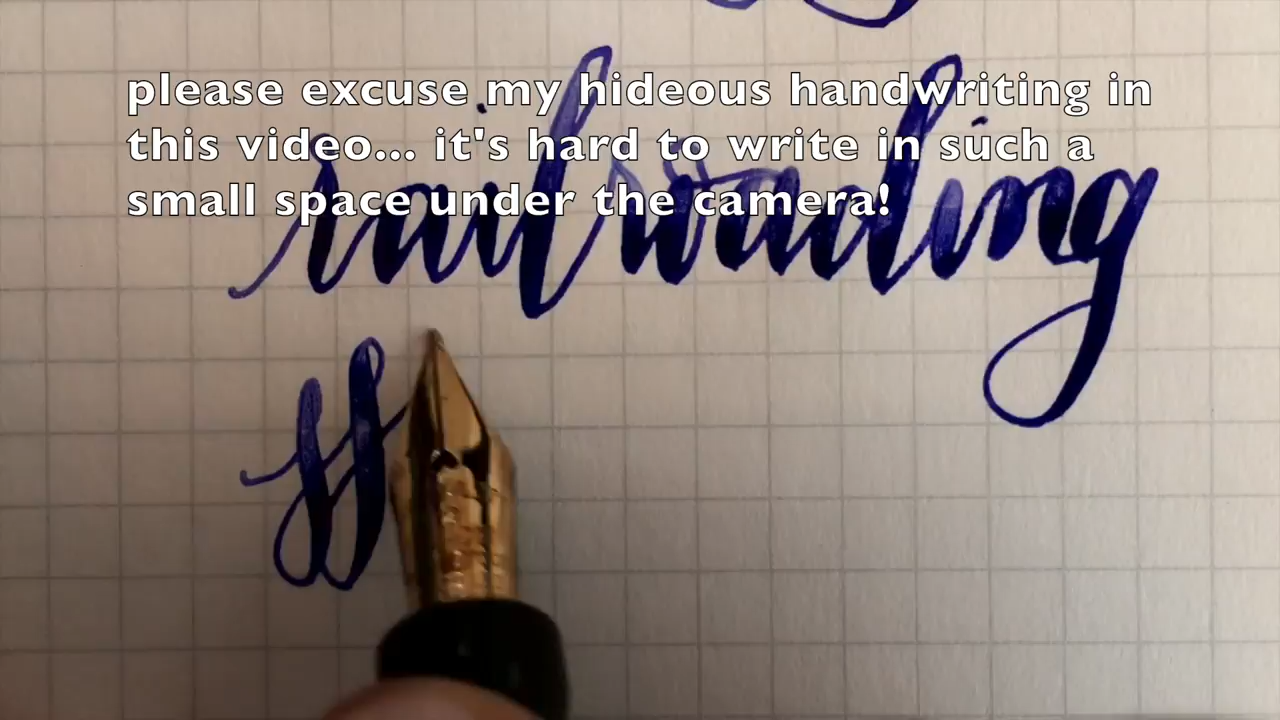 please excuse my hideous handwriting in
this video... it's hard to write in such a
small space under the camera!
railroading